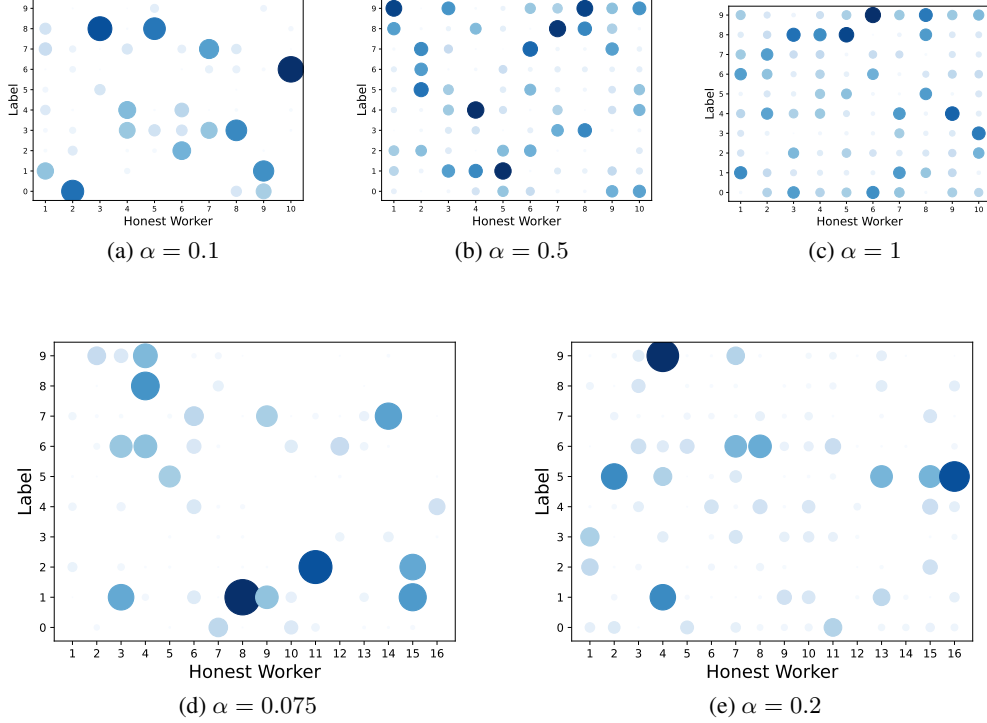 9 8 7 6 5 4 3 2 1 0
Label
1 2 3 4 5 6 7 8 9 10
Honest Worker
(a) α = 0.1
9 8 7 6 5 4 3 2 1 0
Label
1 2 3 4 5 6 7 8 9 10
Honest Worker
(b) α = 0.5
9 8 7 6 5 4 3 2 1 0
Label
1 2 3 4 5 6 7 8 9 10
Honest Worker
(c) α = 1
9 8 7 6 5 4 3 2 1 0
Label
1 2 3 4 5 6 7 8 9 10 11 12 13 14 15 16
Honest Worker
(d) α = 0.075
9 8 7 6 5 4 3 2 1 0
Label
1 2 3 4 5 6 7 8 9 10 11 12 13 14 15 16
Honest Worker
(e) α = 0.2